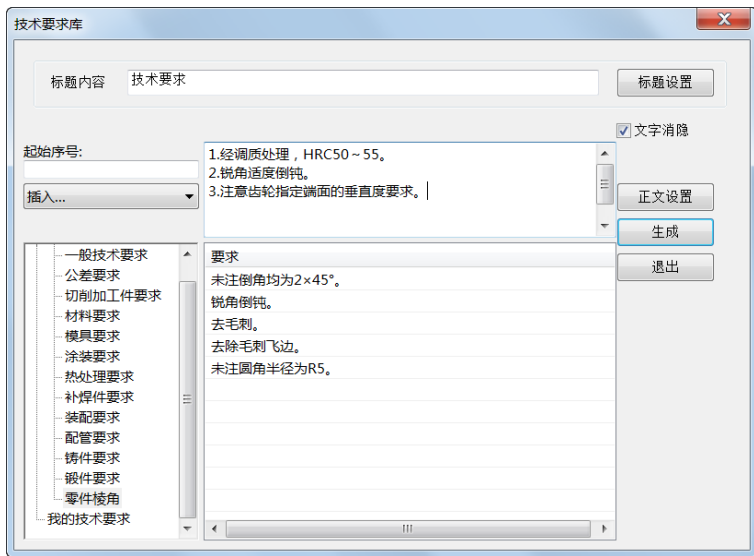 技术要求库
标题内容 技术要求 标题设置
文字消隐
起始序号:
插入...
1.经调质处理，HRC50～55。
2.锐角适度倒钝。
3.注意齿轮指定端面的垂直度要求。
正文设置
生成
退出
一般技术要求
公差要求
切削加工件要求
材料要求
模具要求
涂装要求
热处理要求
补焊件要求
装配要求
配管要求
铸件要求
锻件要求
零件棱角
我的技术要求
要求
未注倒角均为2×45°。
锐角倒钝。
去毛刺。
去除毛刺飞边。
未注圆角半径为R5。